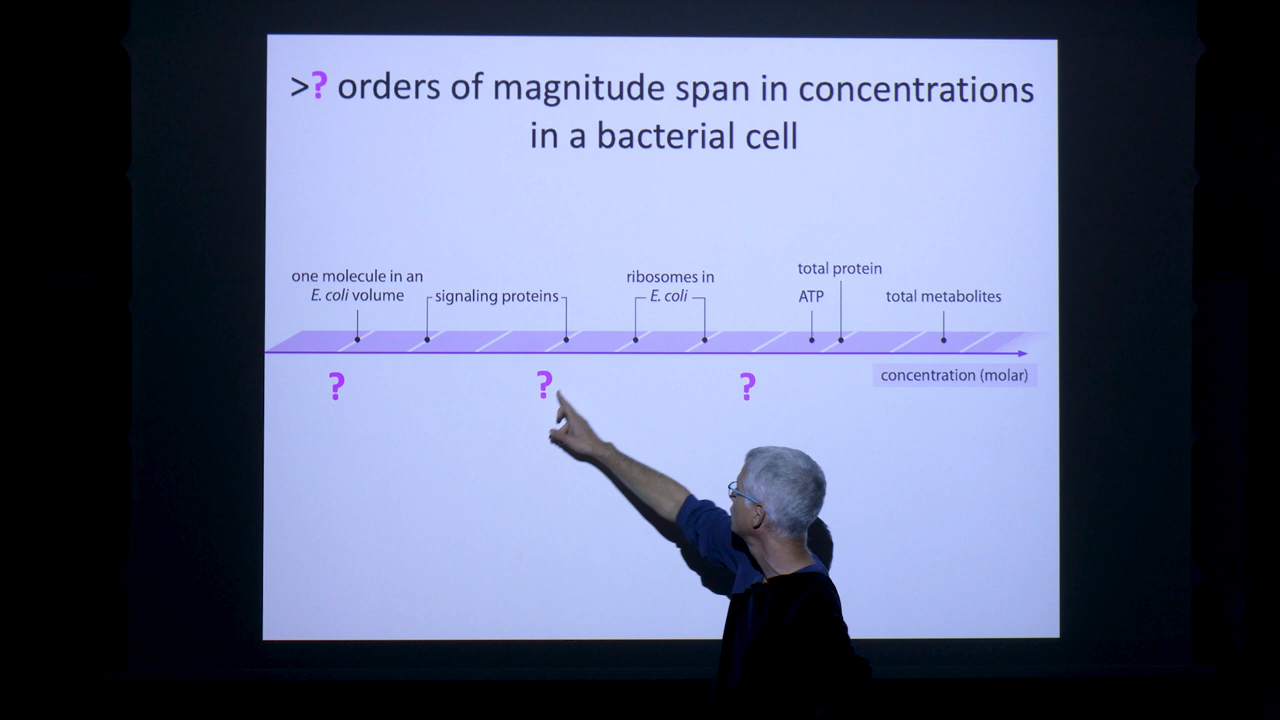 >? orders of magnitude span in concentrations
in a bacterial cell
one molecule in an
E. coli volume
signaling proteins
ribosomes in
E. coli
total protein
ATP
total metabolites
? ? ?
concentration (molar)